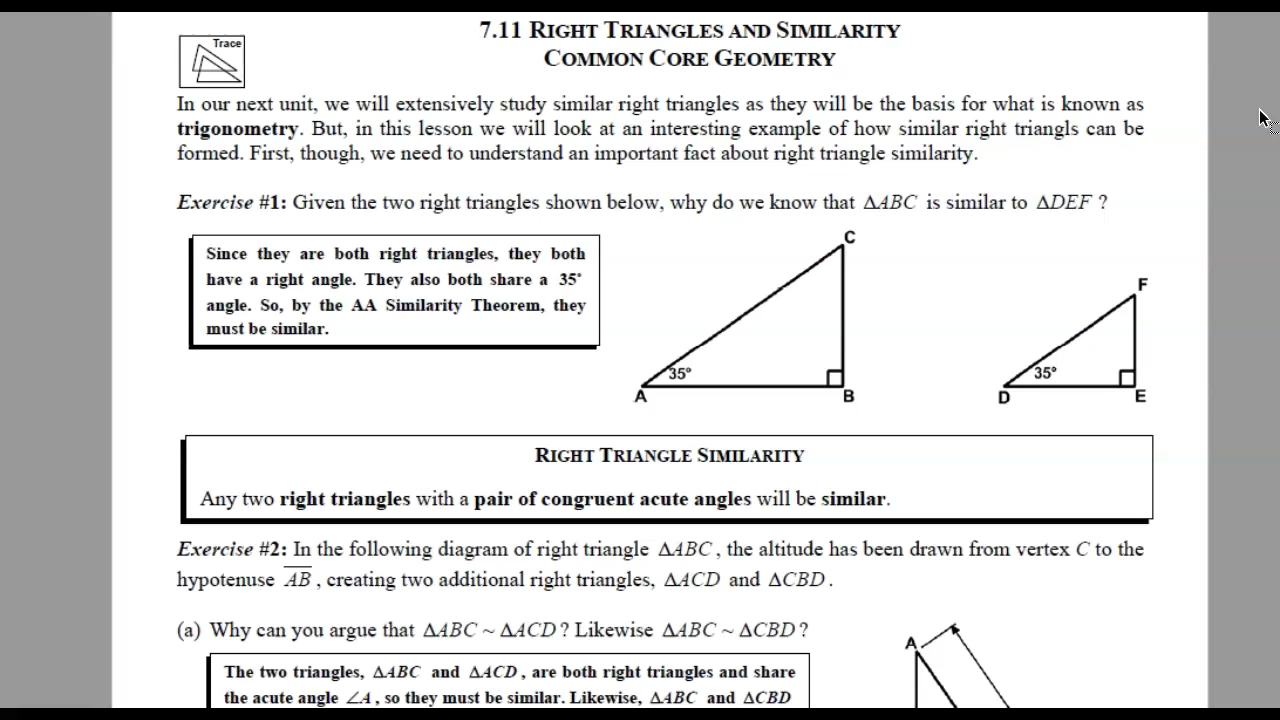 7.11 RIGHT TRIANGLES AND SIMILARITY
COMMON CORE GEOMETRY
Trace
In our next unit, we will extensively study similar right triangles as they will be the basis for what is known as
trigonometry. But, in this lesson we will look at an interesting example of how similar right triangls can be
formed. First, though, we need to understand an important fact about right triangle similarity.
Exercise #1: Given the two right triangles shown below, why do we know that ΔABC is similar to ΔDEF ?
Since they are both right triangles, they both
have a right angle. They also both share a 35°
angle. So, by the AA Similarity Theorem, they
must be similar.
C
35°
A
B
F
35°
D
E
RIGHT TRIANGLE SIMILARITY
Any two right triangles with a pair of congruent acute angles will be similar.
Exercise #2: In the following diagram of right triangle ΔABC , the altitude has been drawn from vertex C to the
hypotenuse A̅B̅ , creating two additional right triangles, ΔACD and ΔCBD .
(a) Why can you argue that ΔABC ~ ΔACD ? Likewise ΔABC ~ ΔCBD ?
The two triangles, ΔABC and ΔACD , are both right triangles and share
the acute angle ∠A , so they must be similar. Likewise, ΔABC and ΔCBD
A